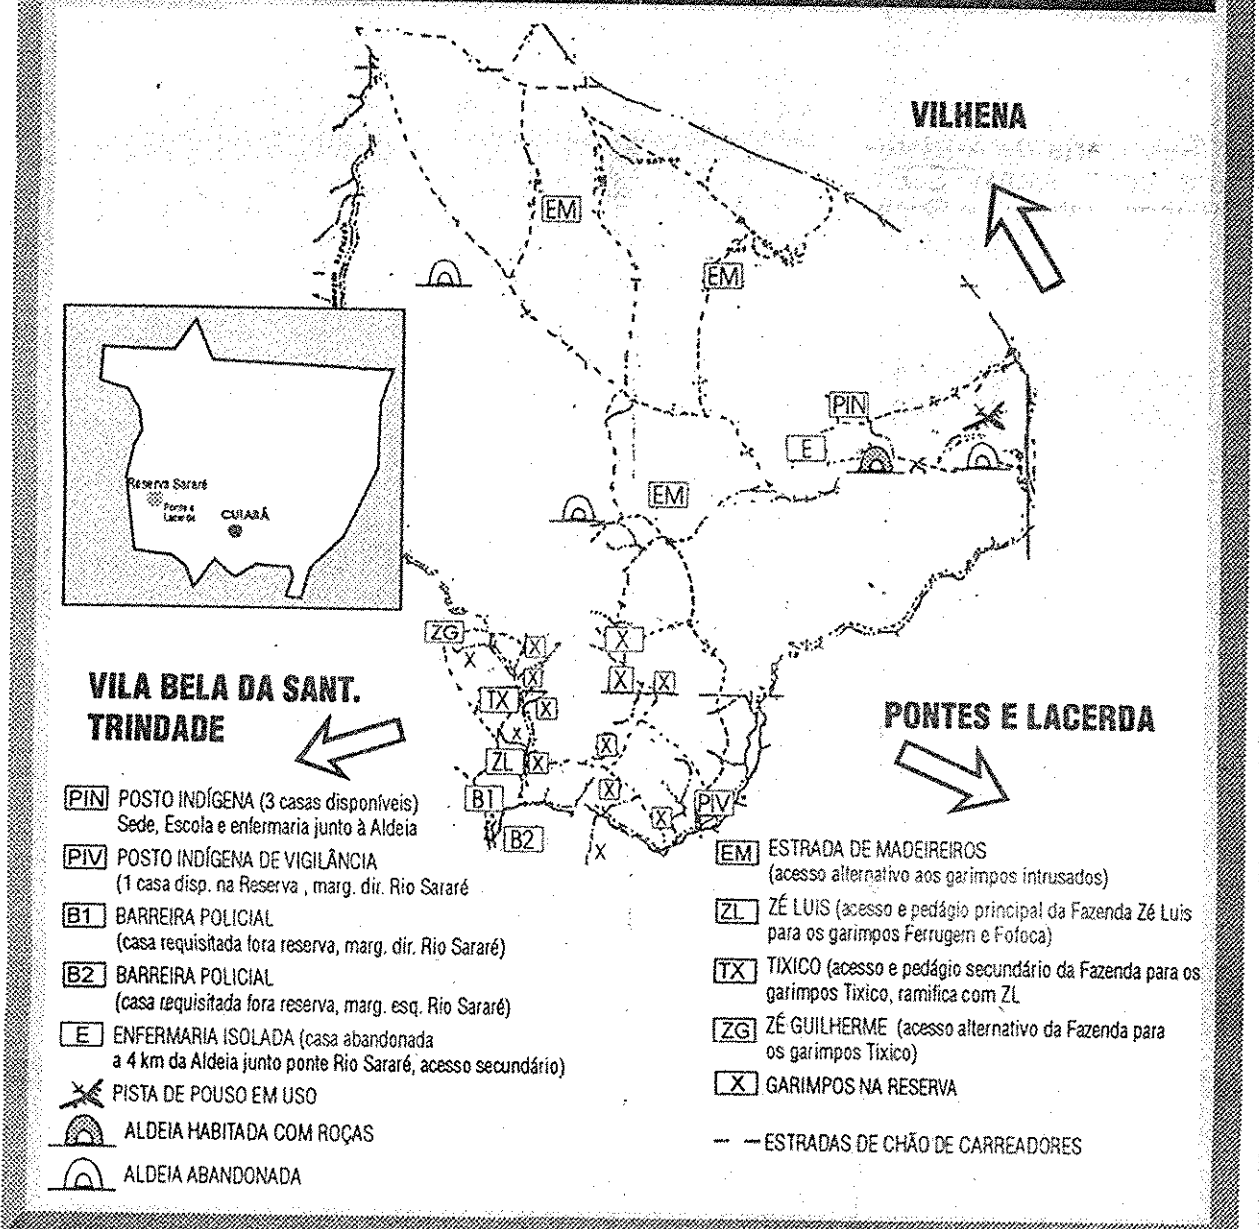 VILHENA
EM
EM
PIN
E
EM
Reserva Sararé
Pontes e
Lacerda
CUIABÁ
ZG
X
X
X
X
TX
X
X
X
X
X
ZL
X
X
X
B1
PIV
X
B2
X
VILA BELA DA SANT.
TRINDADE
PONTES E LACERDA
PIN POSTO INDÍGENA (3 casas disponíveis)
Sede, Escola e enfermaria junto à Aldeia
PIV POSTO INDÍGENA DE VIGILÂNCIA
(1 casa disp. na Reserva , marg. dir. Rio Sararé
B1 BARREIRA POLICIAL
(casa requisitada fora reserva, marg. dir. Rio Sararé)
B2 BARREIRA POLICIAL
(casa requisitada fora reserva, marg. esq. Rio Sararé)
E ENFERMARIA ISOLADA (casa abandonada
a 4 km da Aldeia junto ponte Rio Sararé, acesso secundário)
PISTA DE POUSO EM USO
ALDEIA HABITADA COM ROÇAS
ALDEIA ABANDONADA
EM ESTRADA DE MADEIREIROS
(acesso alternativo aos garimpos intrusados)
ZL ZÉ LUIS (acesso e pedágio principal da Fazenda Zé Luis
para os garimpos Ferrugem e Fofoca)
TX TIXICO (acesso e pedágio secundário da Fazenda para os
garimpos Tixico, ramifica com ZL
ZG ZÉ GUILHERME (acesso alternativo da Fazenda para
os garimpos Tixico)
X GARIMPOS NA RESERVA
ESTRADAS DE CHÃO DE CARREADORES